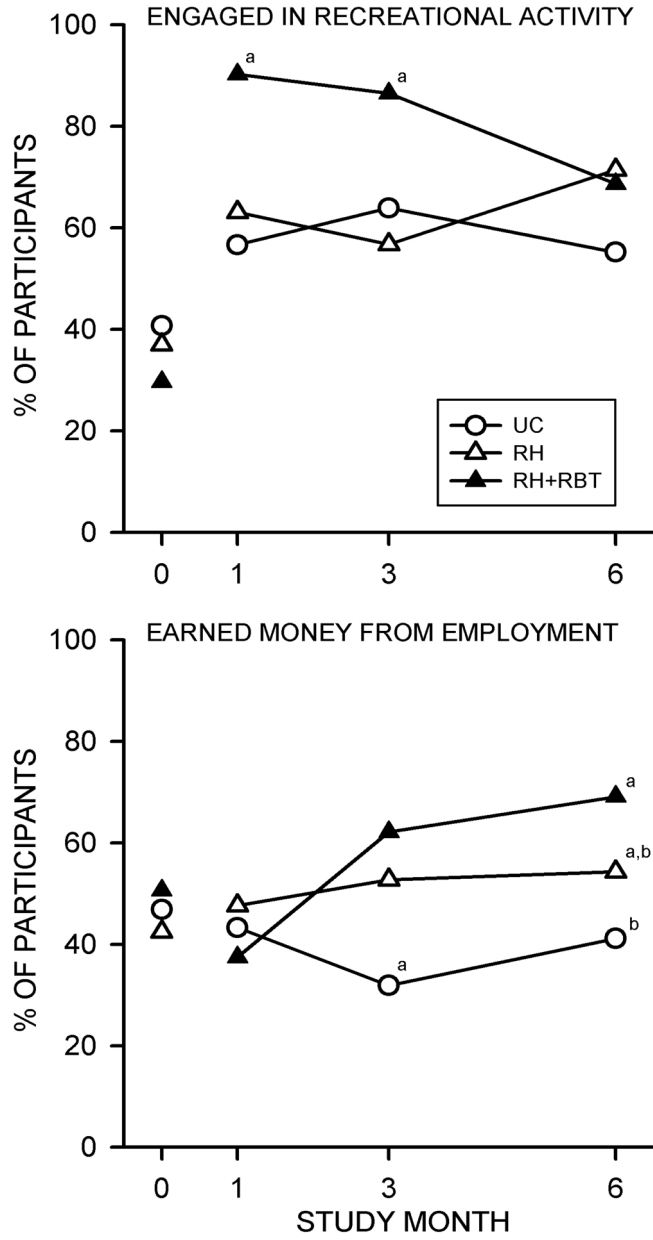 ENGAGED IN RECREATIONAL ACTIVITY
100
80
60
40
20
0
% OF PARTICIPANTS
a
a
UC
RH
RH+RBT
0 1 3 6
EARNED MONEY FROM EMPLOYMENT
100
80
60
40
20
0
% OF PARTICIPANTS
a
a,b
b
a
0 1 3 6
STUDY MONTH